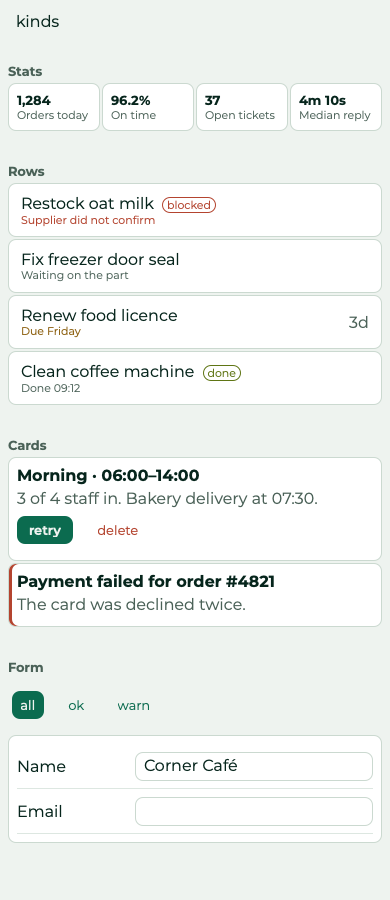 kinds
Stats
1,284
Orders today
96.2%
On time
37
Open tickets
4m 10s
Median reply
Rows
Restock oat milk blocked
Supplier did not confirm
Fix freezer door seal
Waiting on the part
Renew food licence
Due Friday
3d
Clean coffee machine done
Done 09:12
Cards
Morning · 06:00–14:00
3 of 4 staff in. Bakery delivery at 07:30.
retry delete
Payment failed for order #4821
The card was declined twice.
Form
all ok warn
Name Corner Café
Email